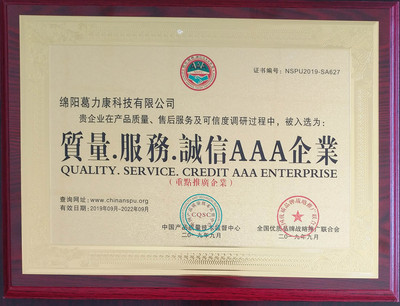 证书编号：NSPU2019-SA627
绵阳葛力康科技有限公司
贵企业在产品质量、售后服务及可信度调研过程中，被入选为：
質量.服務.誠信AAA企業
QUALITY. SERVICE. CREDIT AAA ENTERPRISE
（重點推廣企業）
查询网址：www.chinanspu.org
有效日期：2019年09月-2022年09月
CQSC
中国产品质量技术监督中心
全国优质品牌战略推广联合会
二0一九年九月
二0一九年九月